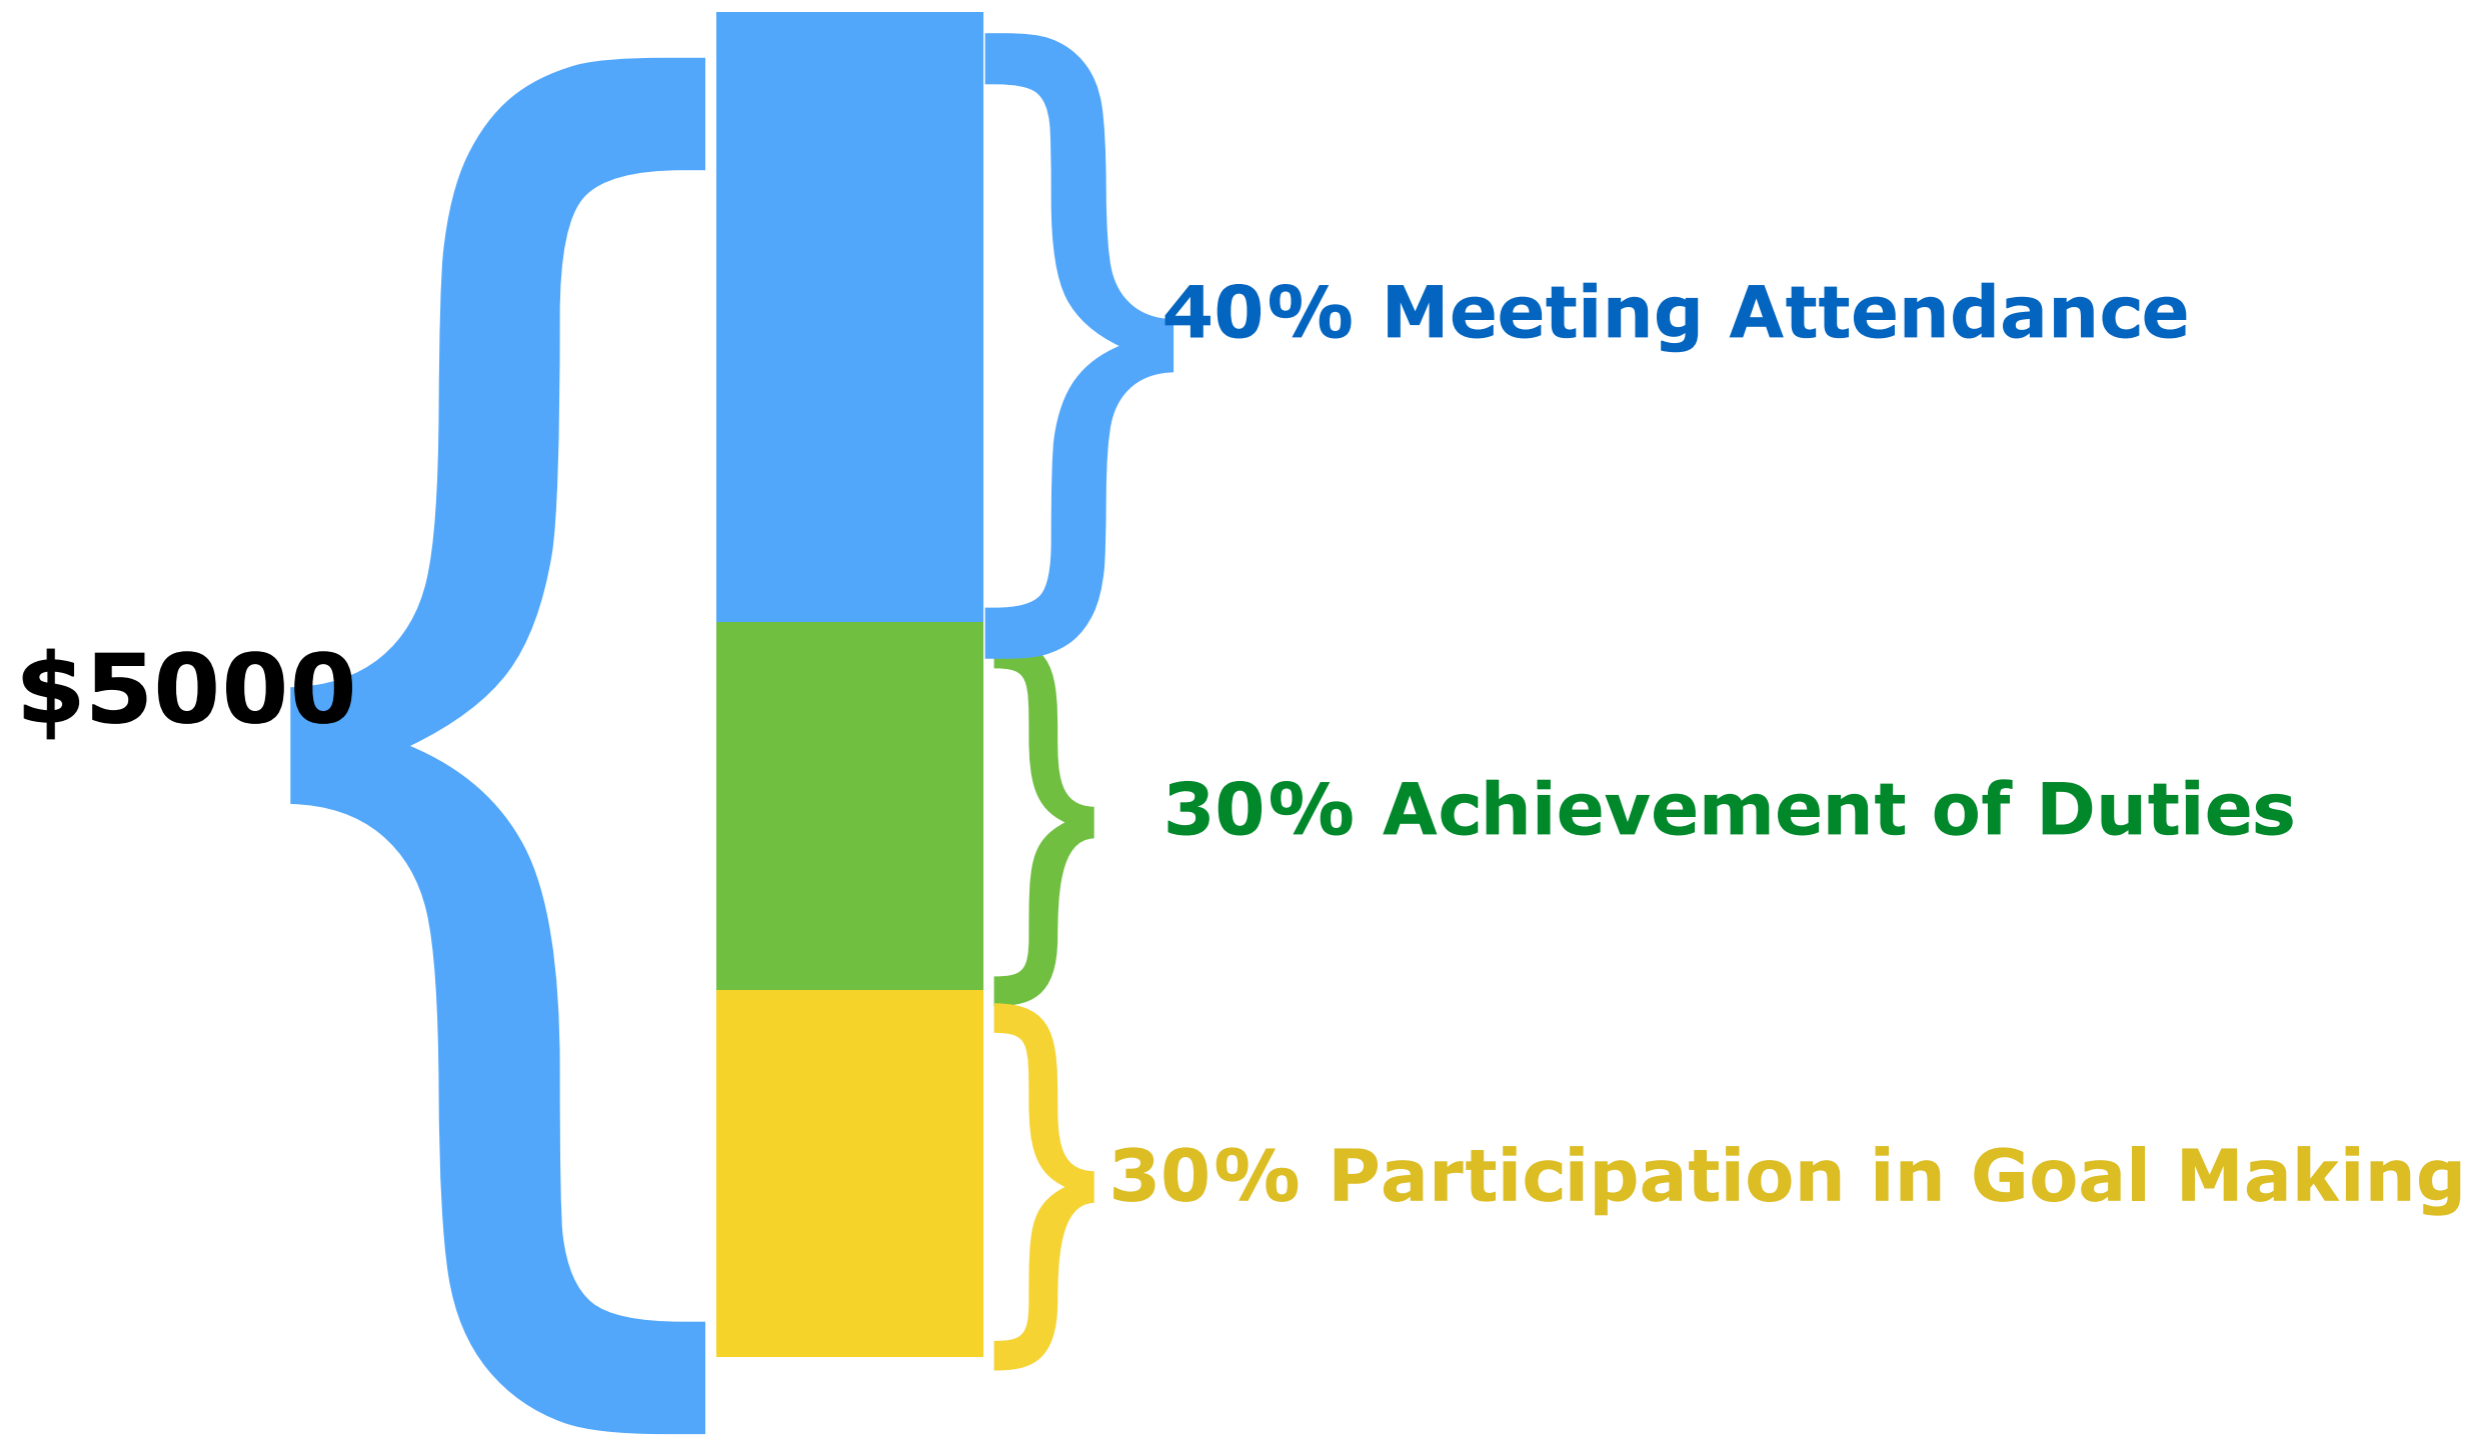 40% Meeting Attendance
$5000
30% Achievement of Duties
30% Participation in Goal Making